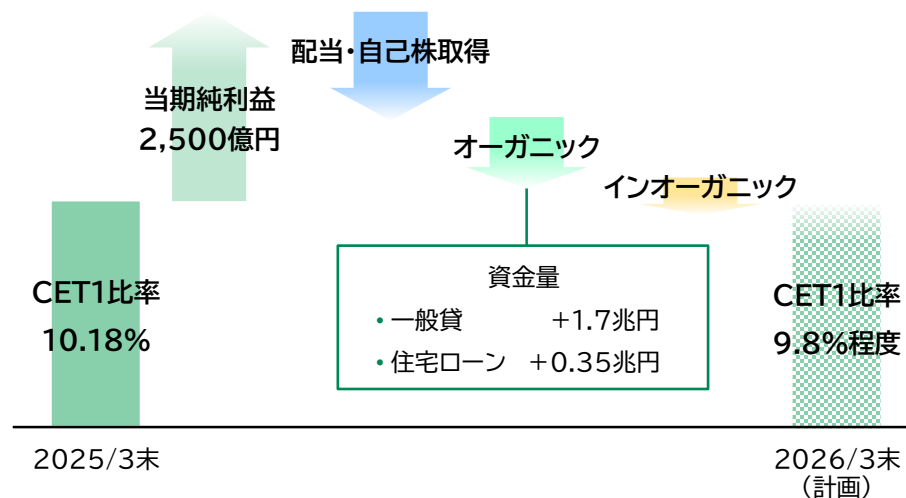 配当・自己株取得
当期純利益
2,500億円
オーガニック
インオーガニック
資金量
・一般貸 +1.7兆円
・住宅ローン +0.35兆円
CET1比率
10.18%
CET1比率
9.8%程度
2025/3末
2026/3末
(計画)